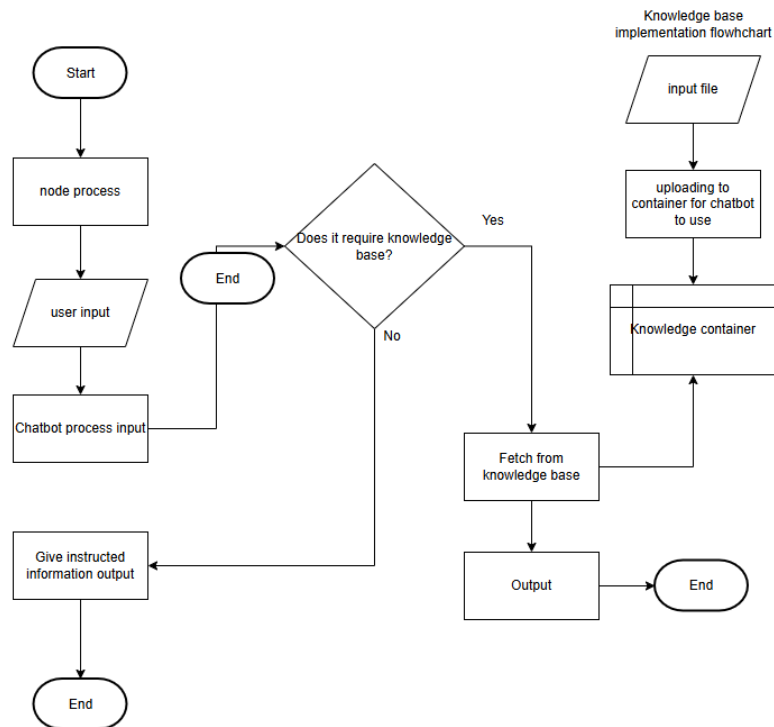 Knowledge base
implementation flowhchart
Start
input file
node process
uploading to
container for chatbot
to use
Yes
Does it require knowledge
base?
End
user input
Knowledge container
No
Chatbot process input
Fetch from
knowledge base
Give instructed
information output
Output
End
End